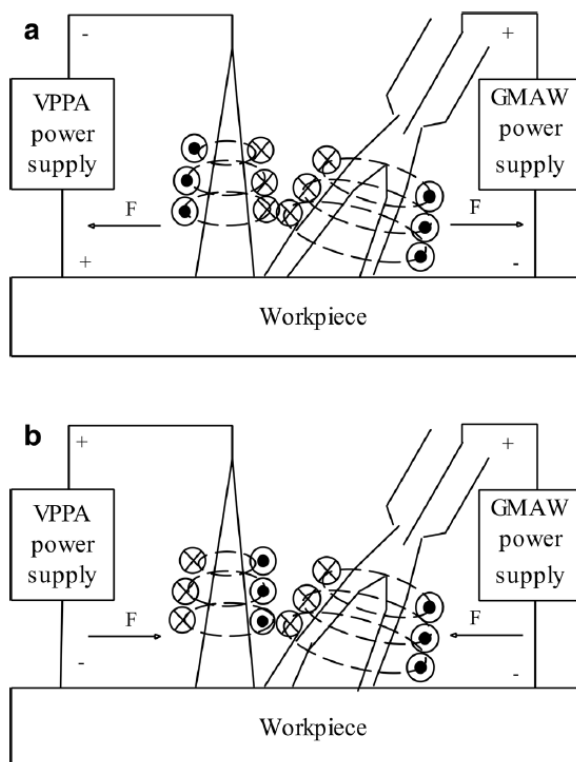 a
-
+
VPPA
power
supply
GMAW
power
supply
F
F
+
-
Workpiece
b
+
+
VPPA
power
supply
GMAW
power
supply
F
F
-
-
Workpiece